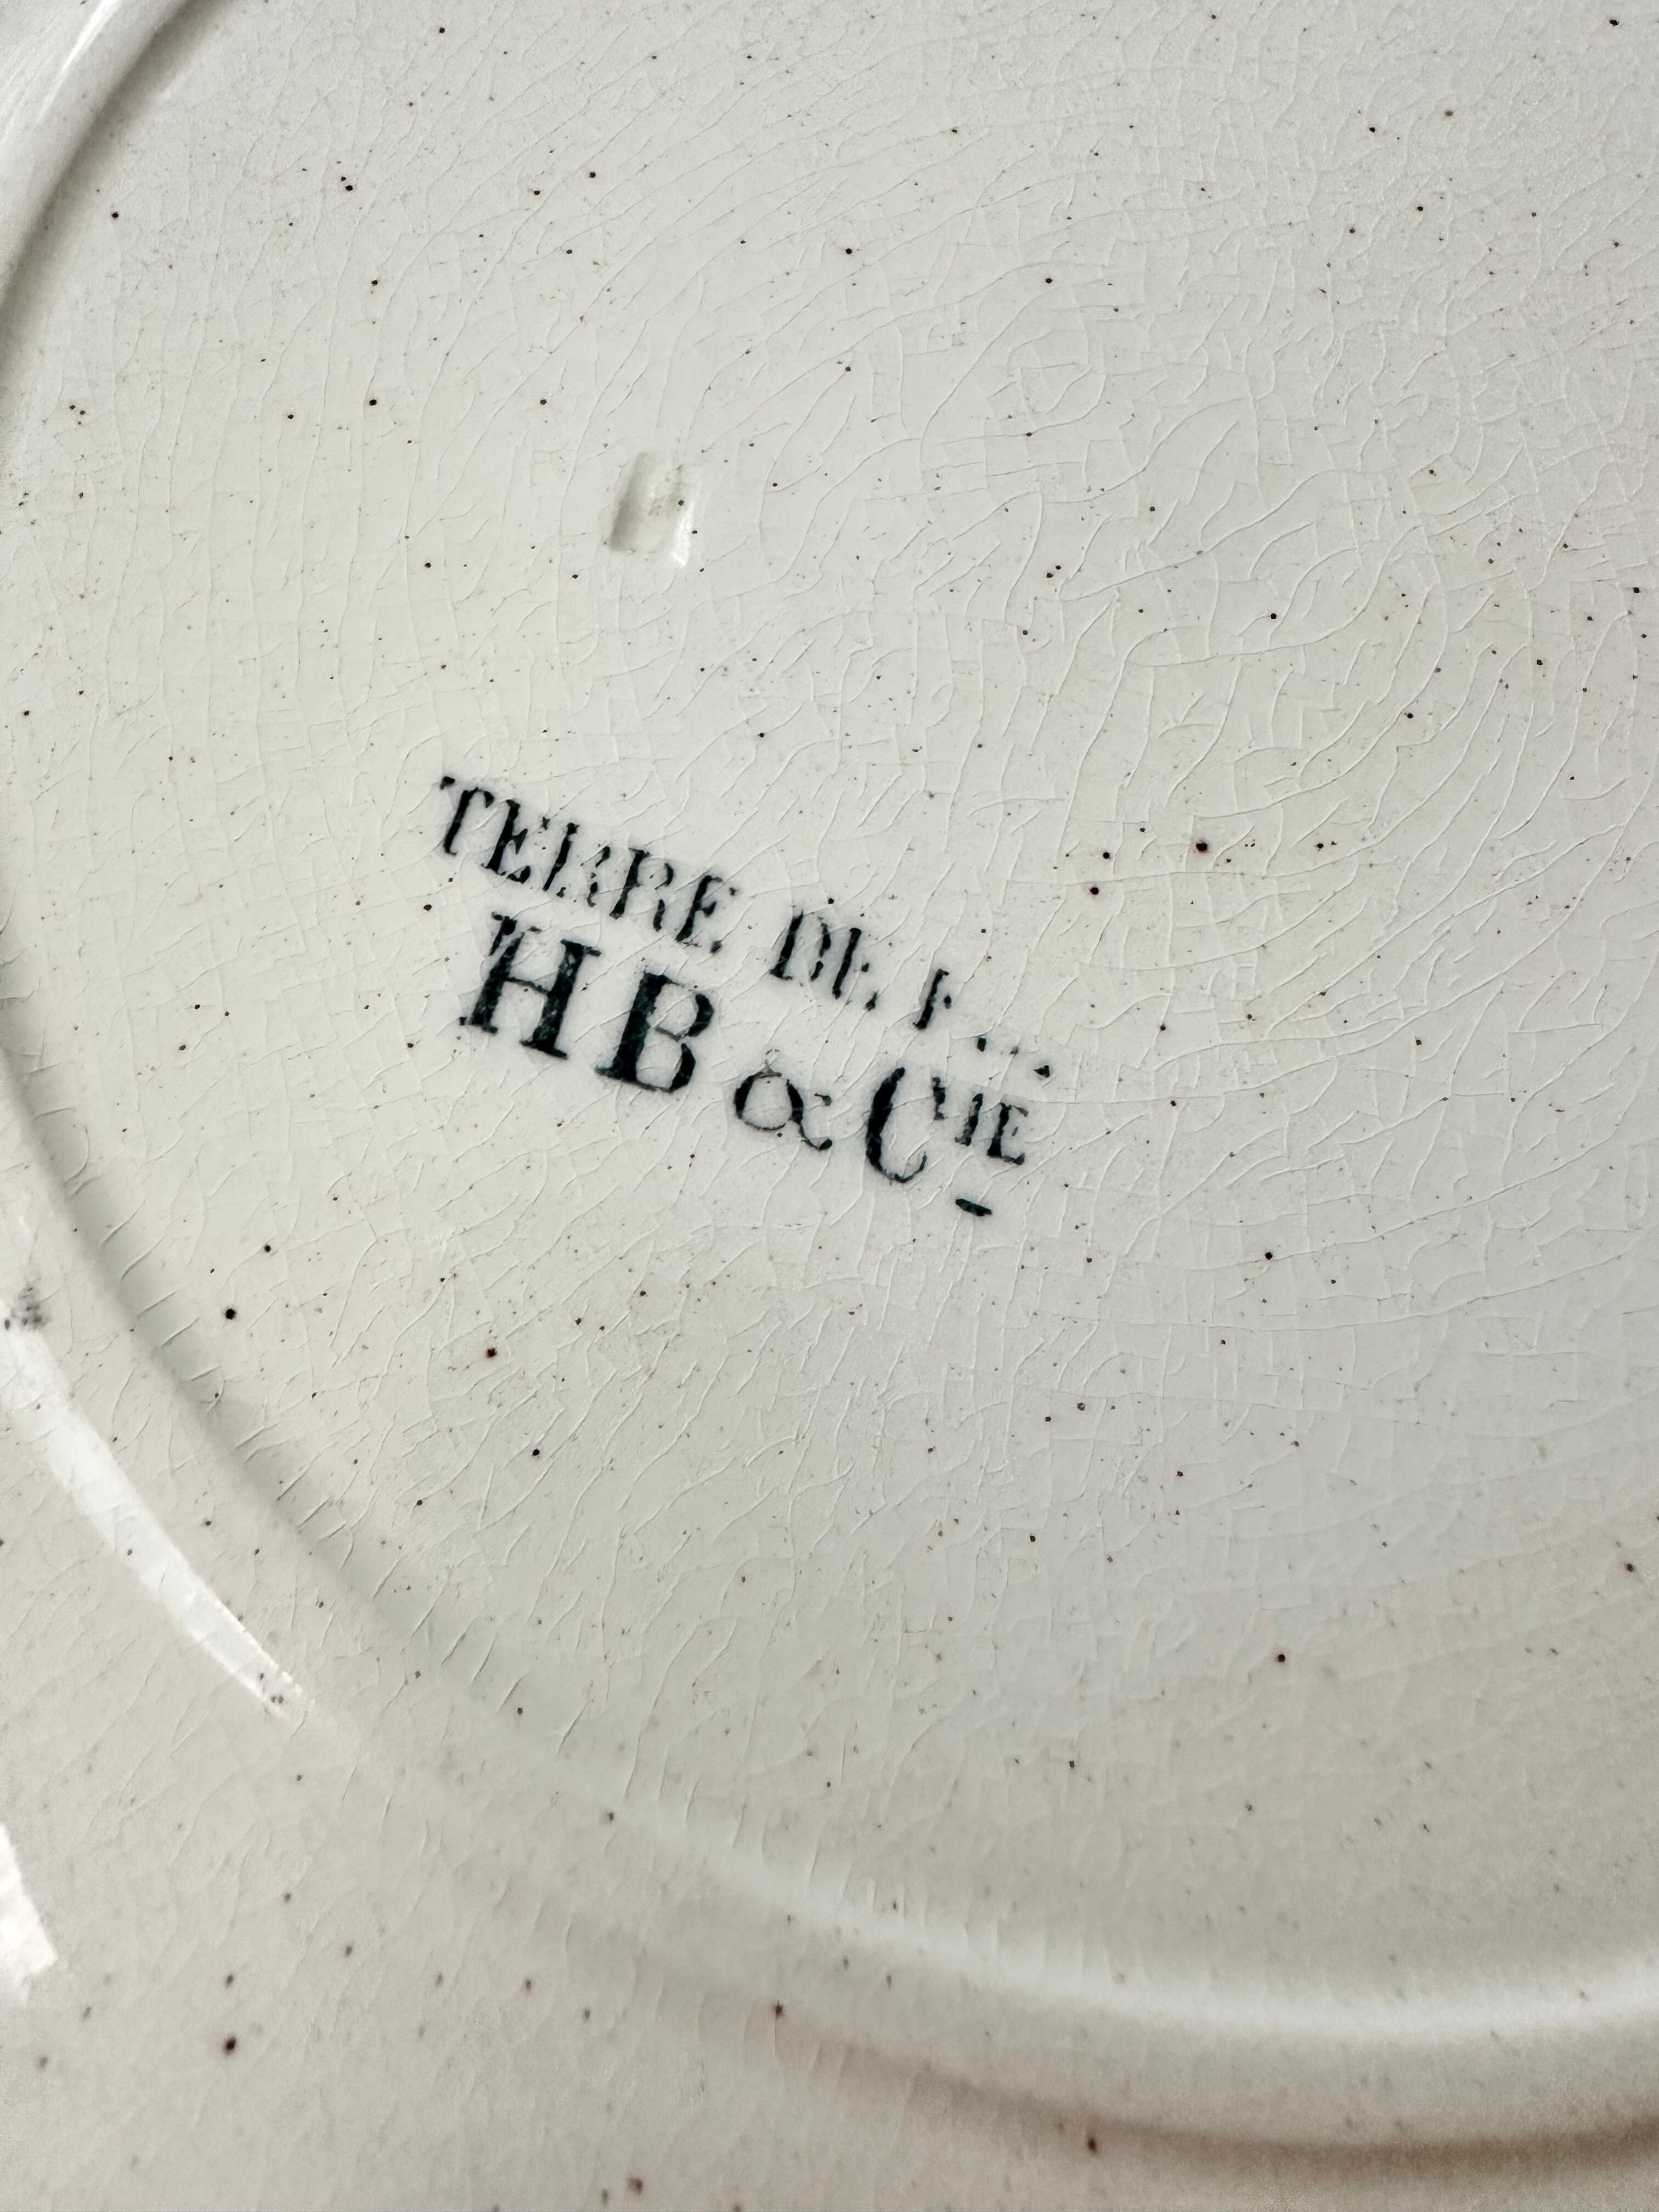 TERRE DE
HB & CIE